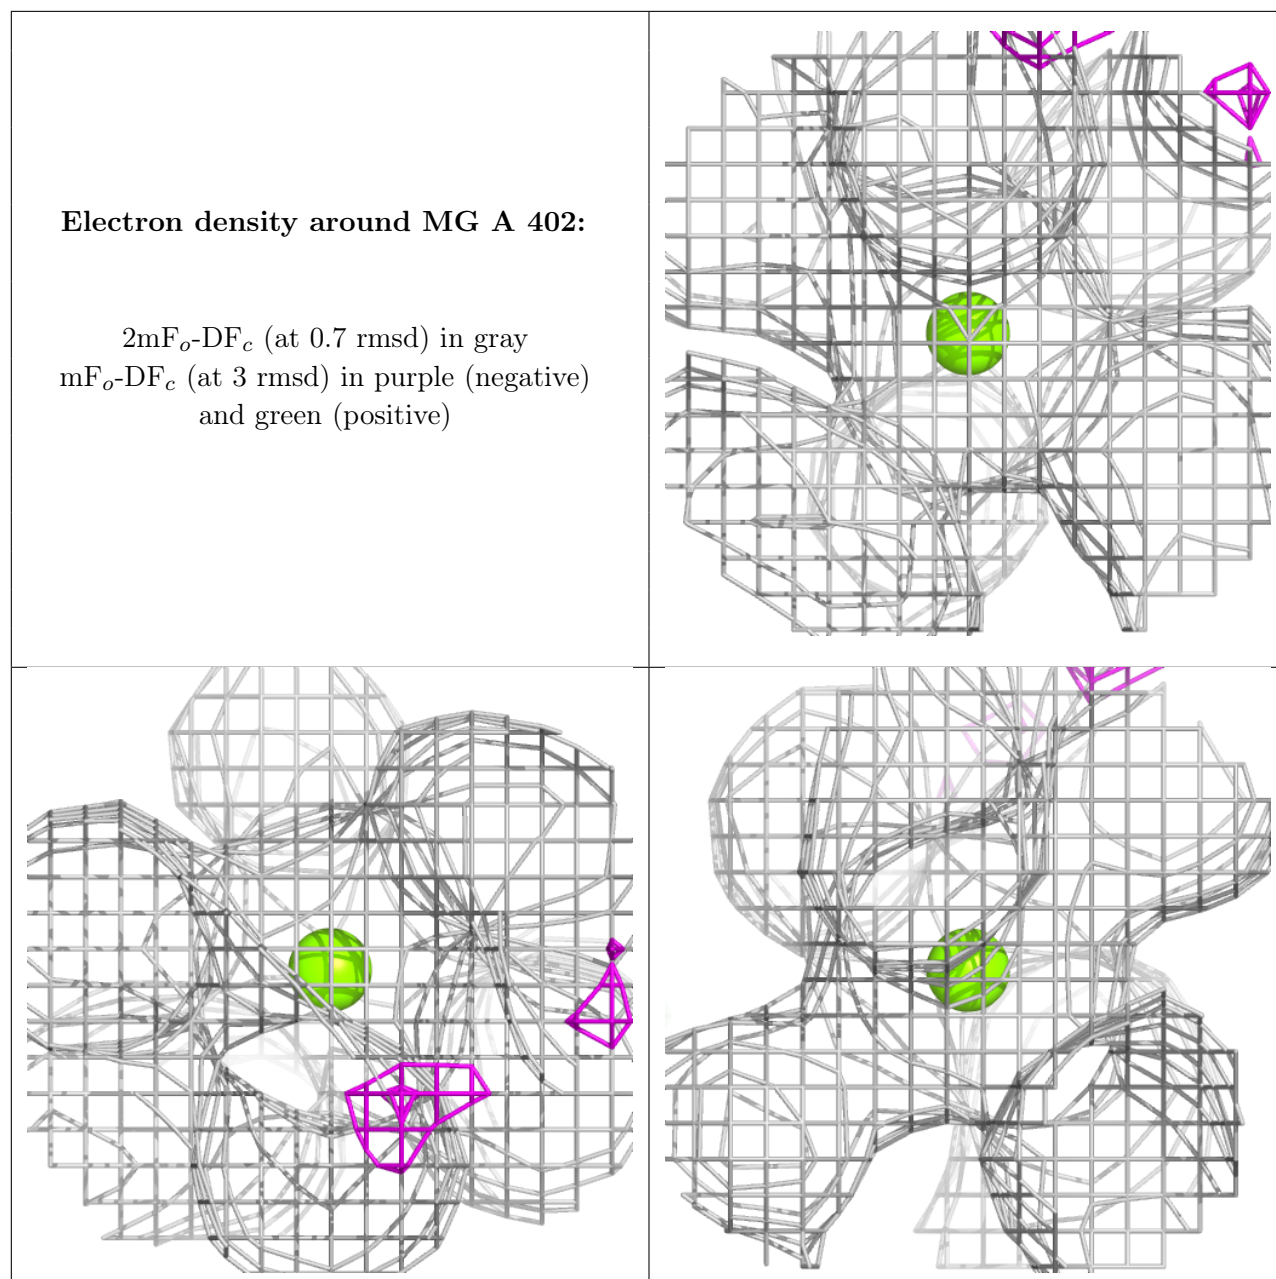 Electron density around MG A 402:
2mFo-DFc (at 0.7 rmsd) in gray
mFo-DFc (at 3 rmsd) in purple (negative)
and green (positive)